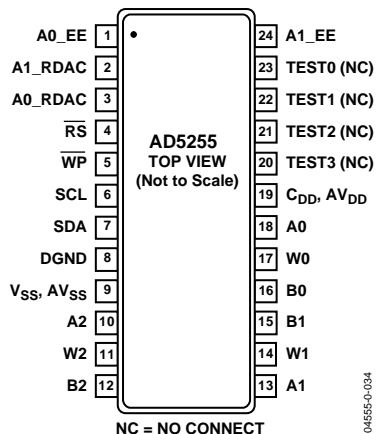 A0_EE 1 24 A1_EE
A1_RDAC 2 23 TEST0 (NC)
A0_RDAC 3 22 TEST1 (NC)
RS 4 21 TEST2 (NC)
WP 5 20 TEST3 (NC)
SCL 6 19 CDD, AVDD
SDA 7 18 A0
DGND 8 17 W0
VSS, AVSS 9 16 B0
A2 10 15 B1
W2 11 14 W1
B2 12 13 A1
AD5255
TOP VIEW
(Not to Scale)
NC = NO CONNECT
04555-0-034